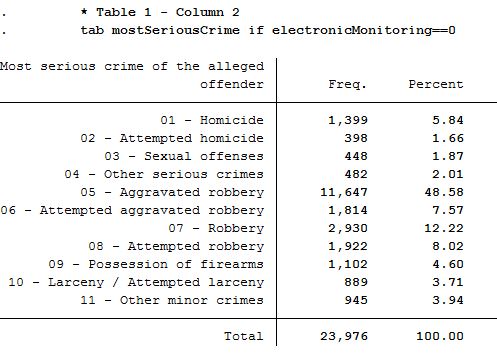 . * Table 1 - Column 2
. tab mostSeriousCrime if electronicMonitoring==0
Most serious crime of the alleged
offender Freq. Percent
01 - Homicide 1,399 5.84
02 - Attempted homicide 398 1.66
03 - Sexual offenses 448 1.87
04 - Other serious crimes 482 2.01
05 - Aggravated robbery 11,647 48.58
06 - Attempted aggravated robbery 1,814 7.57
07 - Robbery 2,930 12.22
08 - Attempted robbery 1,922 8.02
09 - Possession of firearms 1,102 4.60
10 - Larceny / Attempted larceny 889 3.71
11 - Other minor crimes 945 3.94
Total 23,976 100.00